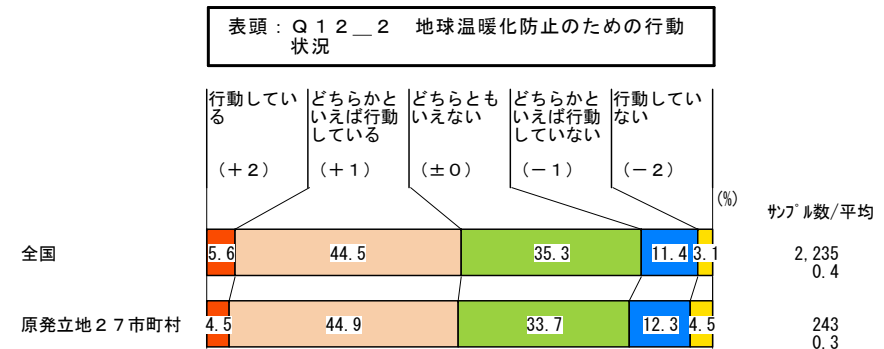 表頭：Ｑ１２＿２　地球温暖化防止のための行動
状況
行動してい
る
（＋２）
どちらかと
いえば行動
している
（＋１）
どちらとも
いえない
（±０）
どちらかと
いえば行動
していない
（－１）
行動してい
ない
（－２）
(%)
ｻﾝﾌﾟﾙ数/平均
全国
5.6 44.5 35.3 11.4 3.1 2,235
0.4
原発立地２７市町村
4.5 44.9 33.7 12.3 4.5 243
0.3